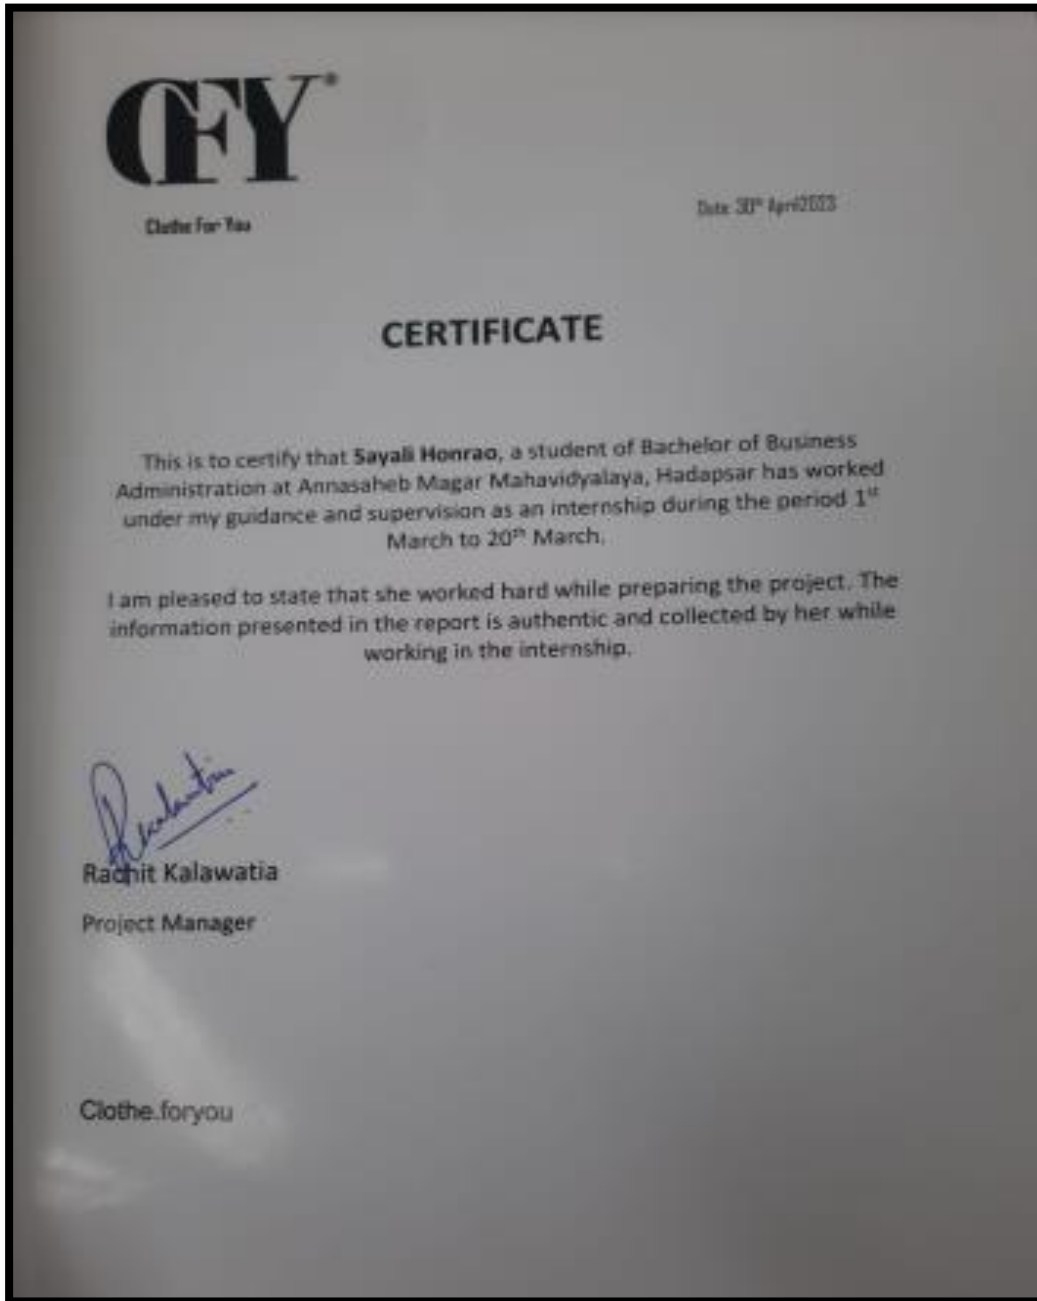 CFY®
Clothe For You
Date 30th April2023
CERTIFICATE
This is to certify that Sayali Honrao, a student of Bachelor of Business
Administration at Annasaheb Magar Mahavidyalaya, Hadapsar has worked
under my guidance and supervision as an internship during the period 1st
March to 20th March.
I am pleased to state that she worked hard while preparing the project. The
information presented in the report is authentic and collected by her while
working in the internship.
Rachit Kalawatia
Project Manager
Clothe.foryou